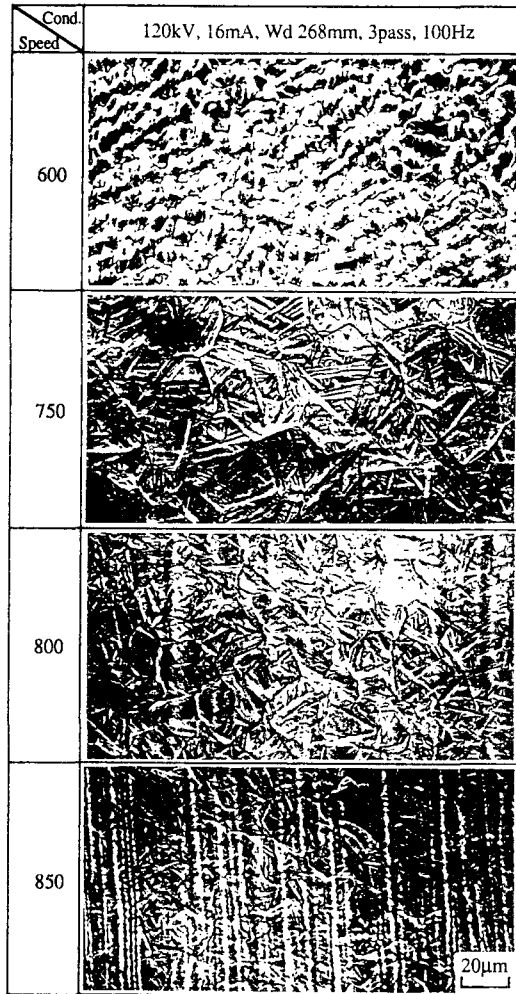 Cond.
Speed
120kV, 16mA, Wd 268mm, 3pass, 100Hz
600
750
800
850
20μm